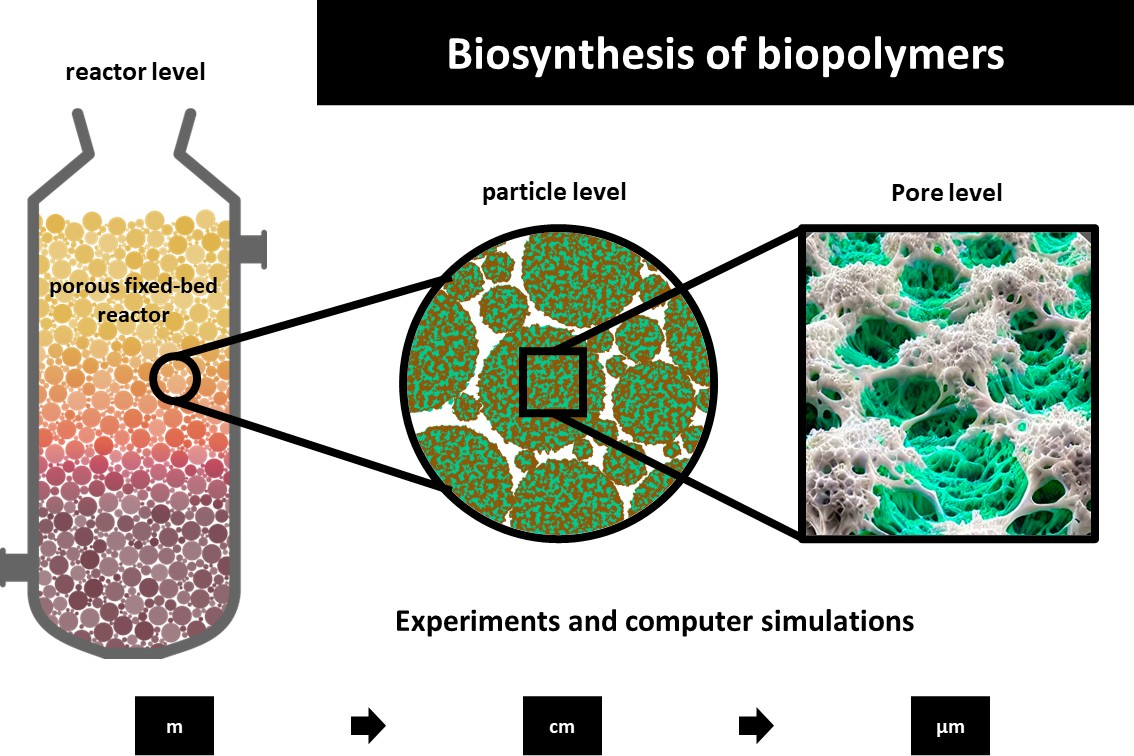 Biosynthesis of biopolymers
reactor level
particle level
Pore level
porous fixed-bed
reactor
Experiments and computer simulations
m
cm
µm